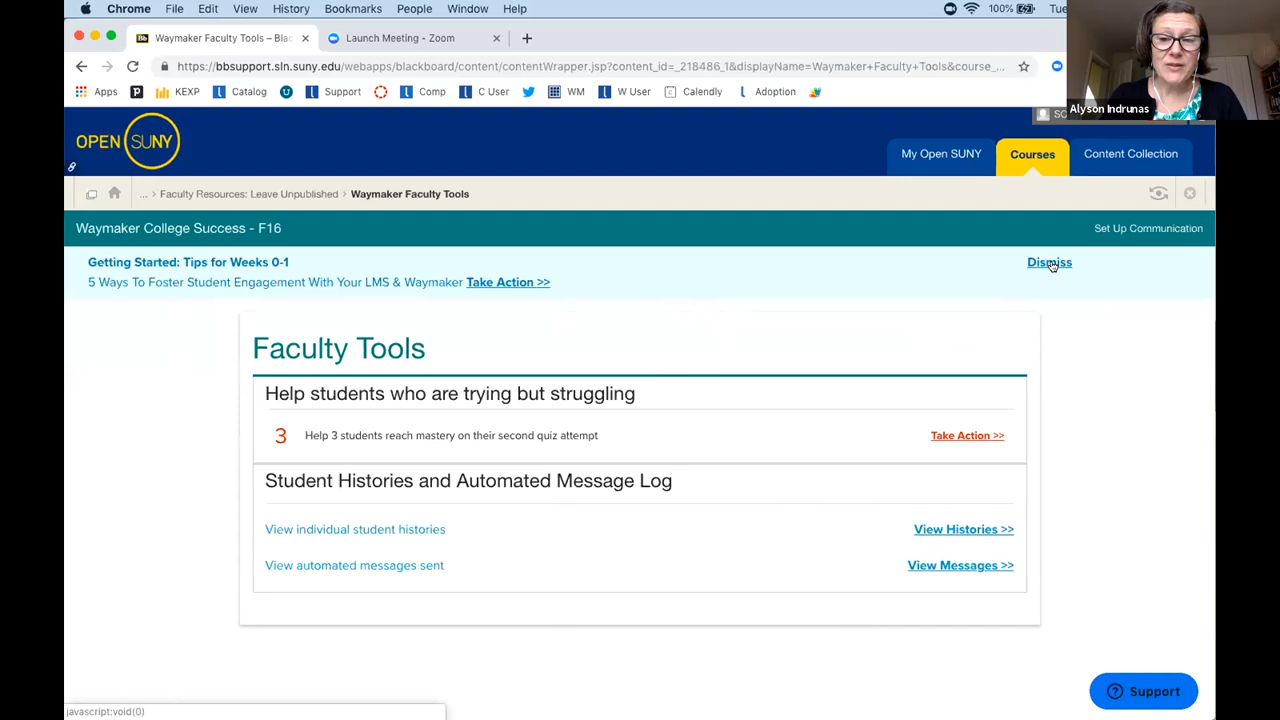 Chrome File Edit View History Bookmarks People Window Help 100% Tue
Waymaker Faculty Tools – Blac Launch Meeting - Zoom
https://bbsupport.sln.suny.edu/webapps/blackboard/content/contentWrapper.jsp?content_id=_218486_1&displayName=Waymaker+Faculty+Tools&course_...
Apps KEXP Catalog Support Comp C User WM W User Calendly Adoption
Alyson Indrunas
OPEN SUNY
My Open SUNY Courses Content Collection
... > Faculty Resources: Leave Unpublished > Waymaker Faculty Tools
Waymaker College Success - F16 Set Up Communication
Getting Started: Tips for Weeks 0-1 Dismiss
5 Ways To Foster Student Engagement With Your LMS & Waymaker Take Action >>
Faculty Tools
Help students who are trying but struggling
3 Help 3 students reach mastery on their second quiz attempt Take Action >>
Student Histories and Automated Message Log
View individual student histories View Histories >>
View automated messages sent View Messages >>
Support
javascript:void(0)